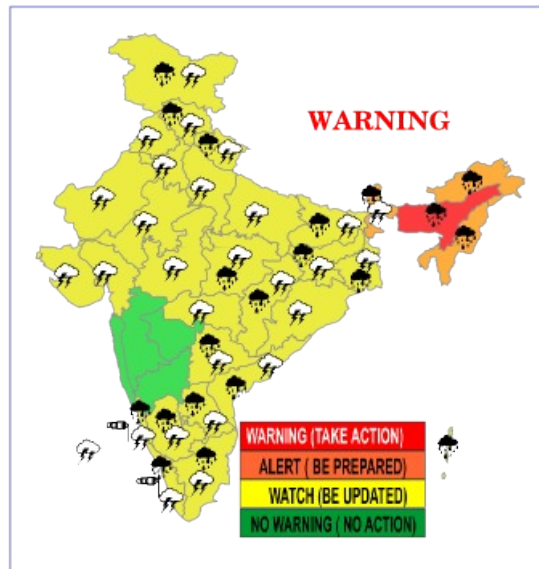 WARNING
WARNING (TAKE ACTION)
ALERT ( BE PREPARED)
WATCH (BE UPDATED)
NO WARNING ( NO ACTION)